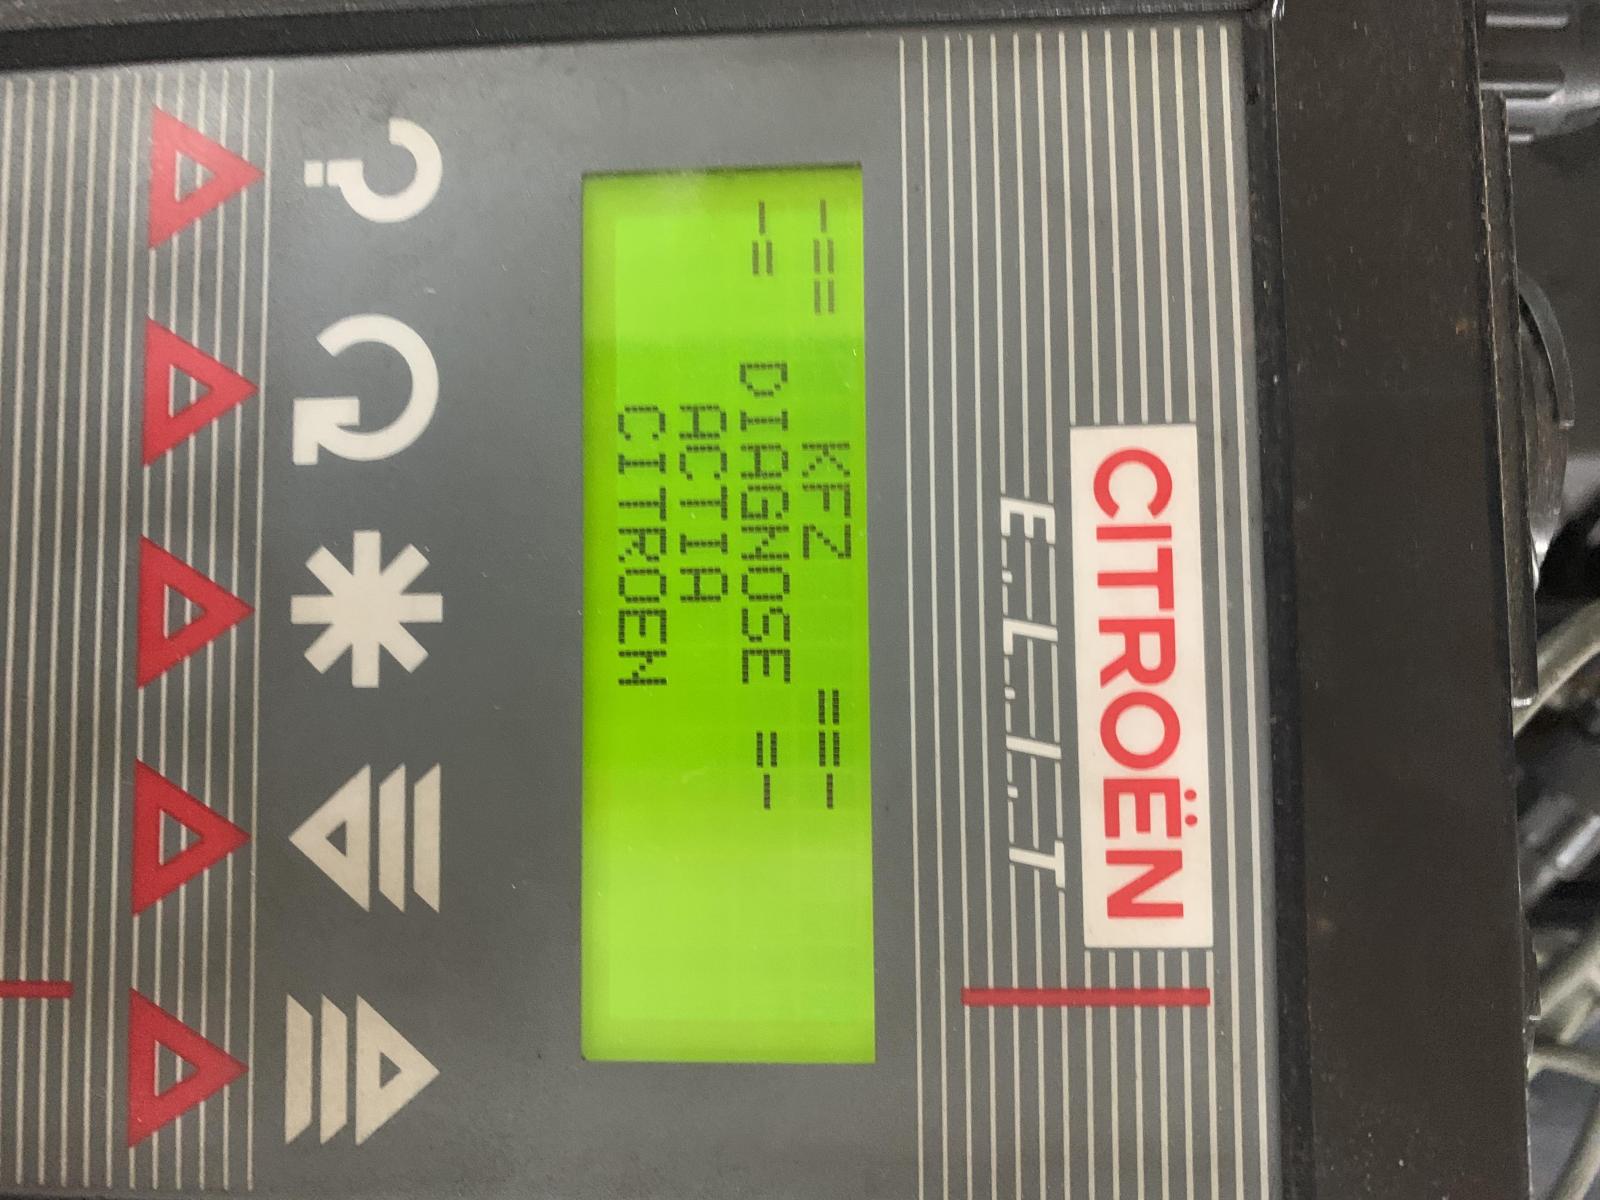 CITROËN
E.L.I.T
-== KFZ ==-
-= DIAGNOSE =-
ACTIA
CITROEN